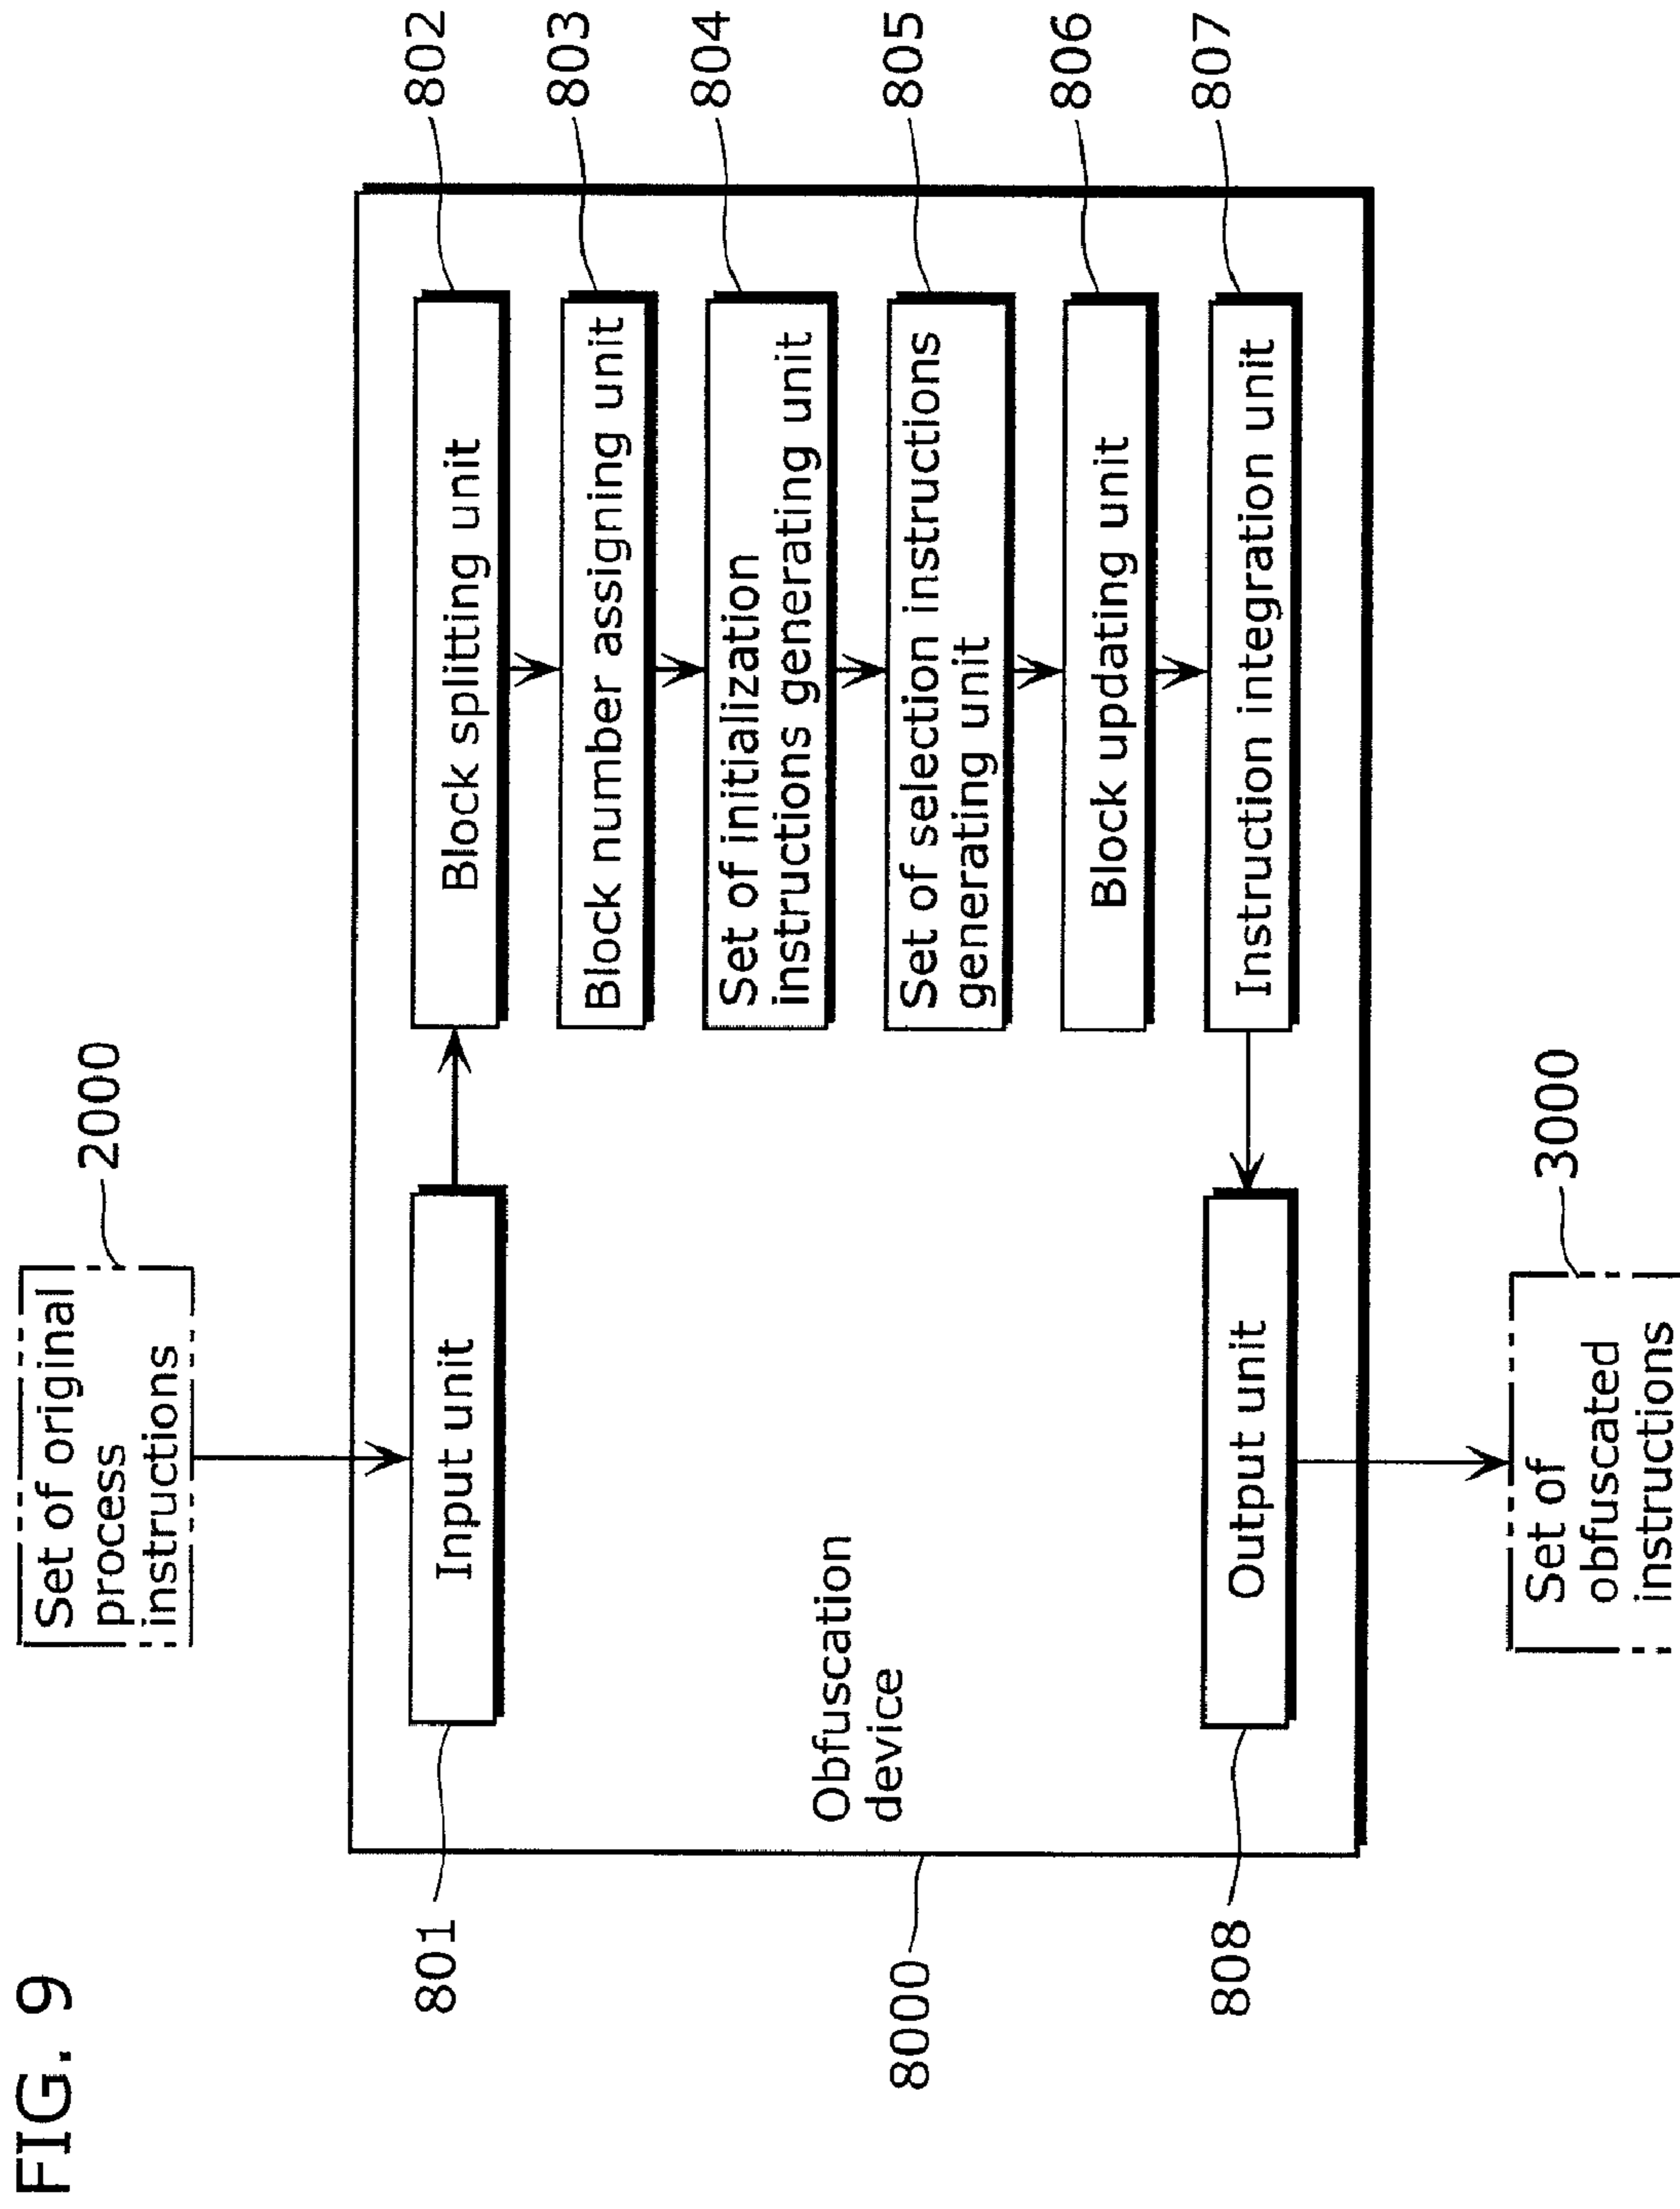 FIG. 9
Set of original
process
instructions
2000
Input unit
801
Block splitting unit
802
Block number assigning unit
803
Set of initialization
instructions generating unit
804
Set of selection instructions
generating unit
805
Block updating unit
806
Instruction integration unit
807
Obfuscation
device
8000
Output unit
808
Set of
obfuscated
instructions
3000